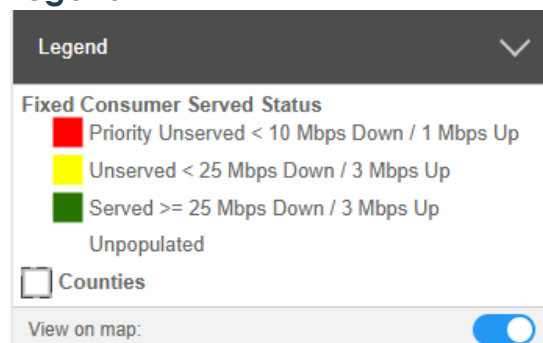 Legend
Fixed Consumer Served Status
Priority Unserved < 10 Mbps Down / 1 Mbps Up
Unserved < 25 Mbps Down / 3 Mbps Up
Served >= 25 Mbps Down / 3 Mbps Up
Unpopulated
Counties
View on map: